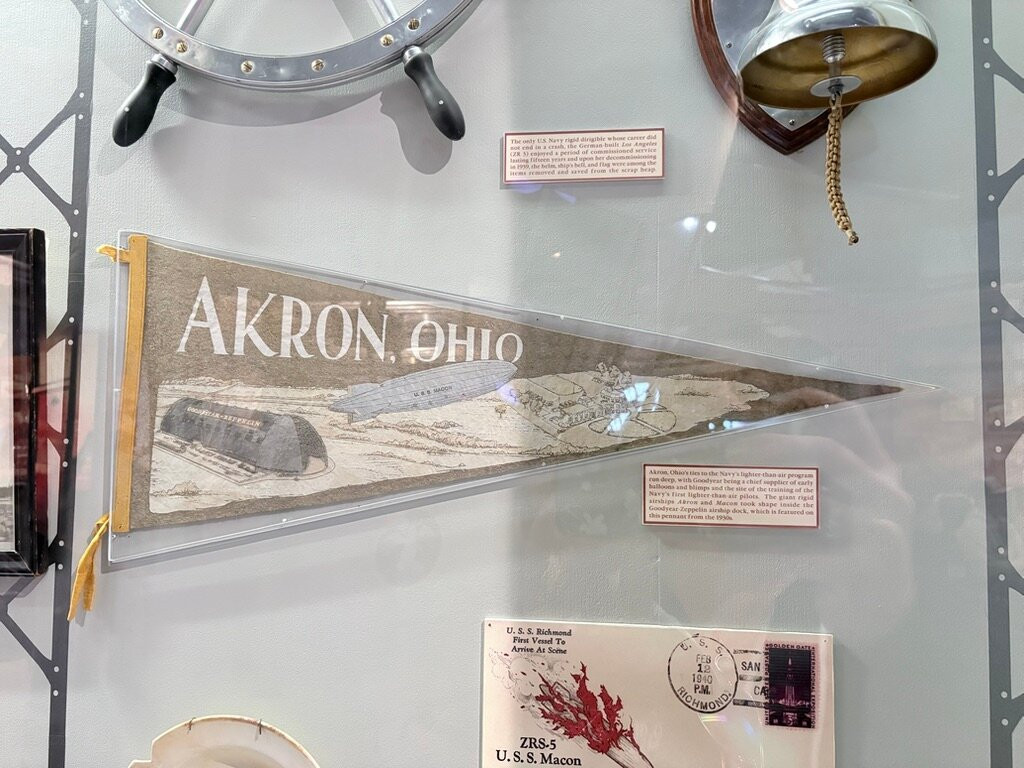 The only U.S. Navy rigid dirigible whose career did
not end in a crash, the German-built Los Angeles
(ZR 3) enjoyed a period of commissioned service
lasting fifteen years and upon her decommissioning
in 1939, the helm, ship's bell, and flag were among the
items removed and saved from the scrap heap.
AKRON, OHIO
U.S.S. MACON
Akron, Ohio's ties to the Navy's lighter-than-air program
run deep, with Goodyear being a chief supplier of early
balloons and blimps and the site of the training of the
Navy's first lighter-than-air pilots. The giant rigid
airships Akron and Macon took shape inside the
Goodyear-Zeppelin airship dock, which is featured on
this pennant from the 1930s.
U. S. S. Richmond
First Vessel To
Arrive At Scene
U. S. S.
FEB
12
1940
P.M.
RICHMOND.
SAN
CA
GOLDEN GATE
ZRS-5
U. S. S. Macon